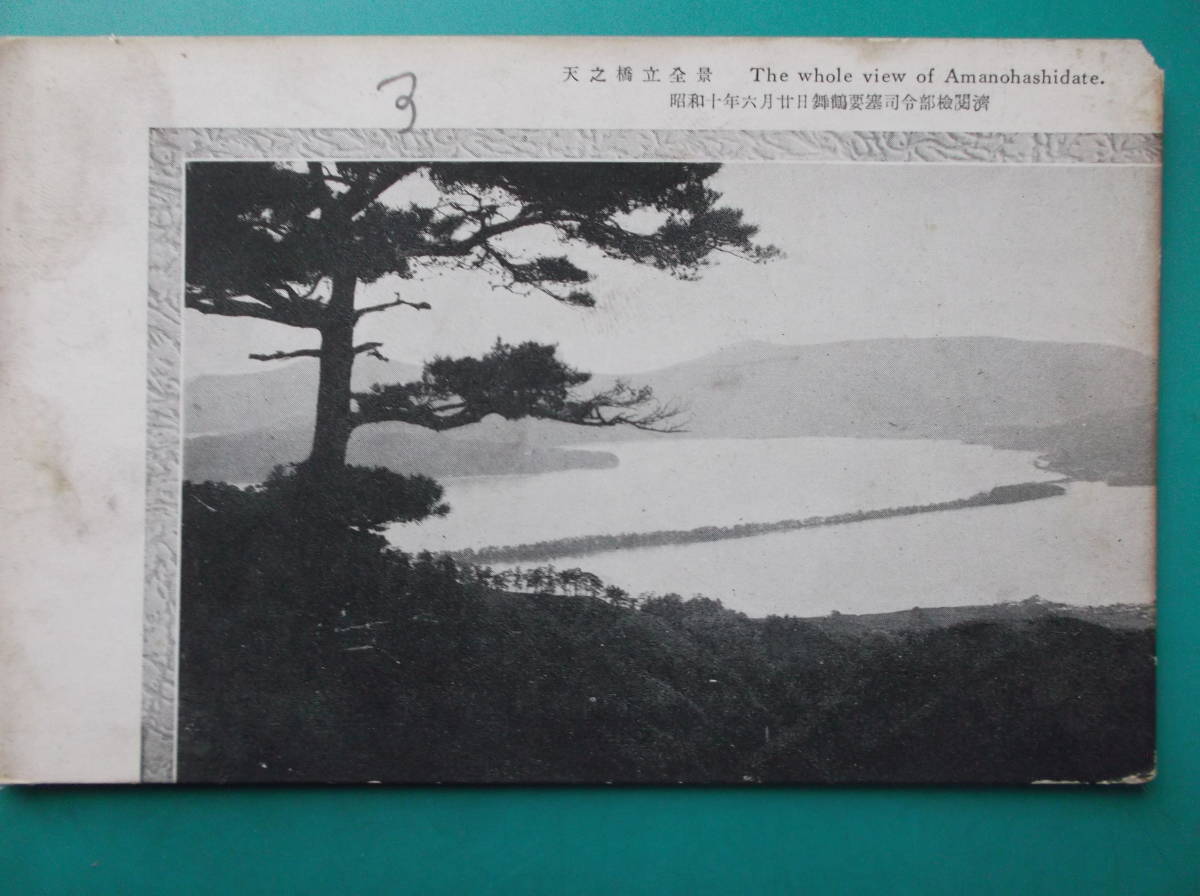 天之橋立全景 The whole view of Amanohashidate.
昭和十年六月廿日舞鶴要塞司令部檢閱濟
3